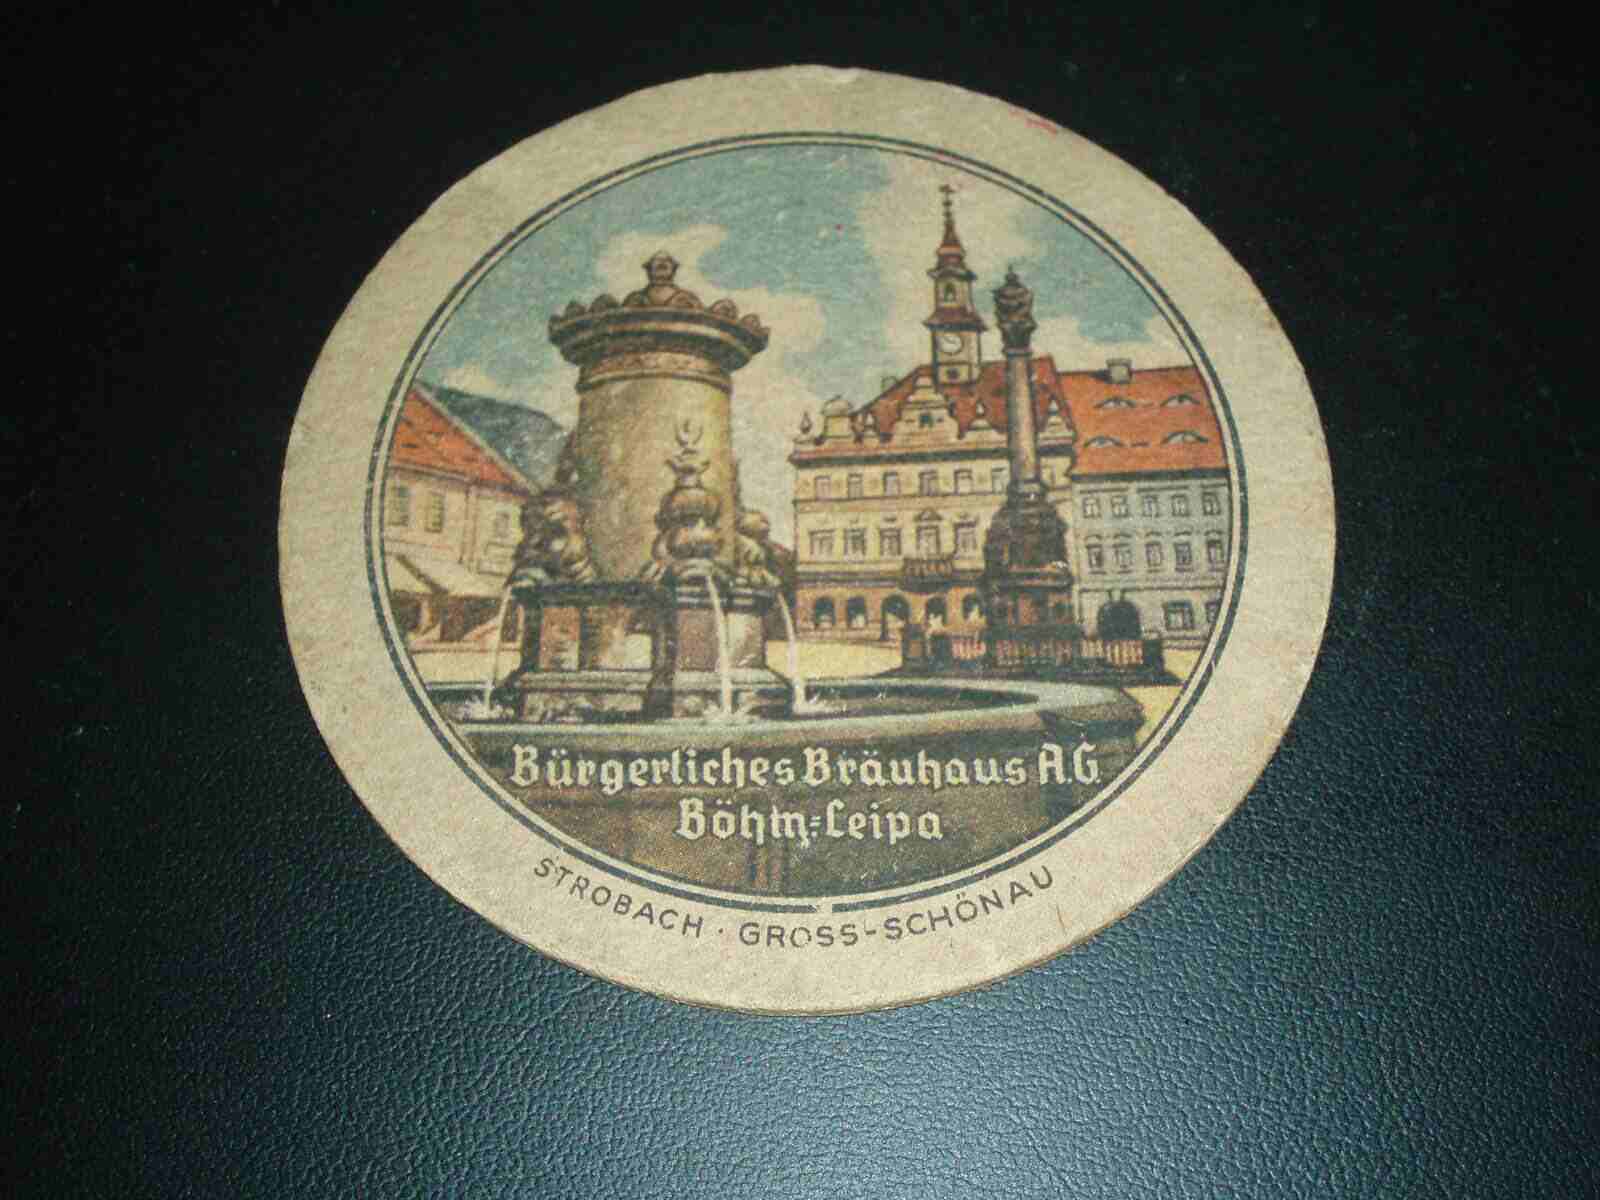 Bürgerliches Bräuhaus A.G.
Böhm.-Leipa
STROBACH · GROSS-SCHÖNAU